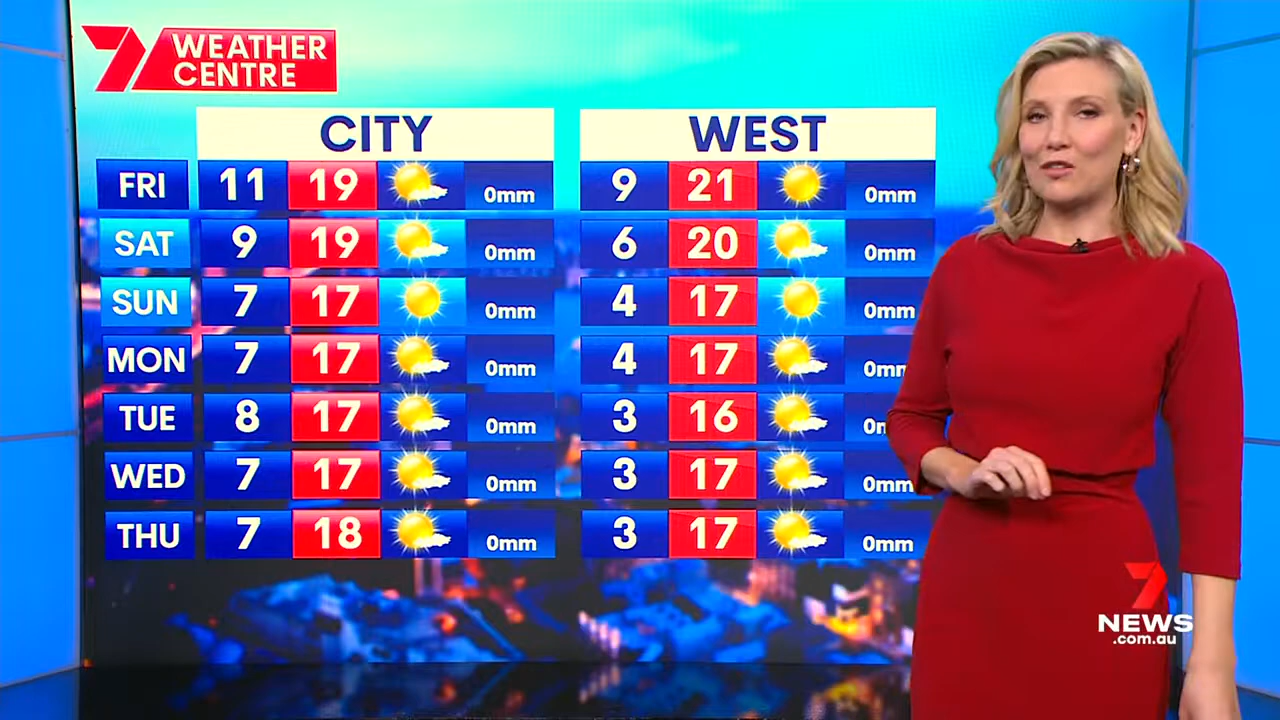 7 WEATHER
CENTRE
CITY WEST
FRI 11 19 0mm 9 21 0mm
SAT 9 19 0mm 6 20 0mm
SUN 7 17 0mm 4 17 0mm
MON 7 17 0mm 4 17 0mm
TUE 8 17 0mm 3 16 0m
WED 7 17 0mm 3 17 0mm
THU 7 18 0mm 3 17 0mm
7
NEWS
.com.au